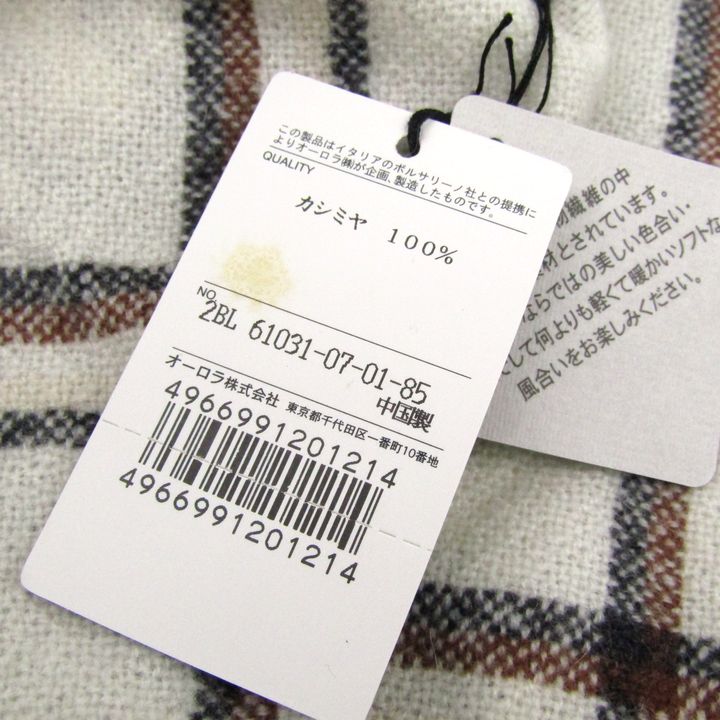 この製品はイタリアのボルサリーノ社との提携に
よりオーロラ㈱が企画、製造したものです。
QUALITY
カシミヤ 100%
NO.
2BL 61031-07-01-85
中国製
オーロラ株式会社 東京都千代田区一番町10番地
4966991201214
4966991201214
繊維の中
材とされています。
ならではの美しい色合い・
して何よりも軽くて暖かいソフトな
風合いをお楽しみください。